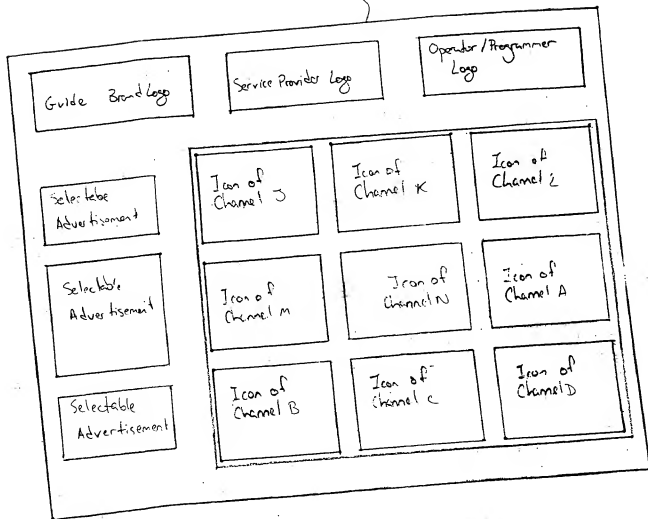 Guide Brand Logo
Service Provider Logo
Operator/Programmer
Logo
Selectable
Advertisement
Selectable
Advertisement
Selectable
Advertisement
Icon of
Channel J
Icon of
Channel K
Icon of
Channel L
Icon of
Channel M
Icon of
Channel N
Icon of
Channel A
Icon of
Channel B
Icon of
Channel C
Icon of
Channel D